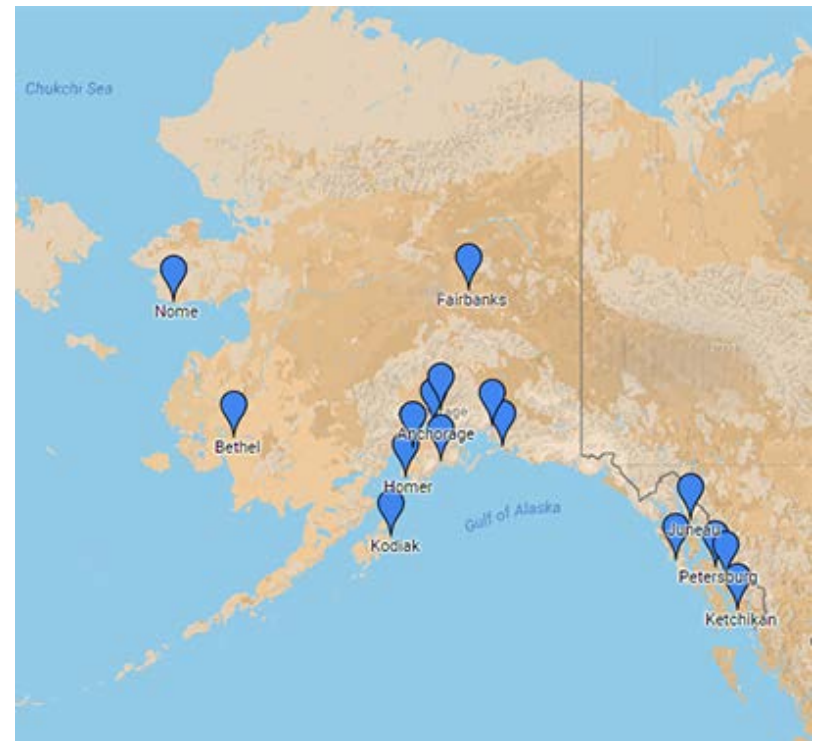 Chukchi Sea
Nome
Fairbanks
Bethel
Anchorage
Homer
Gulf of Alaska
Kodiak
Juneau
Petersburg
Ketchikan